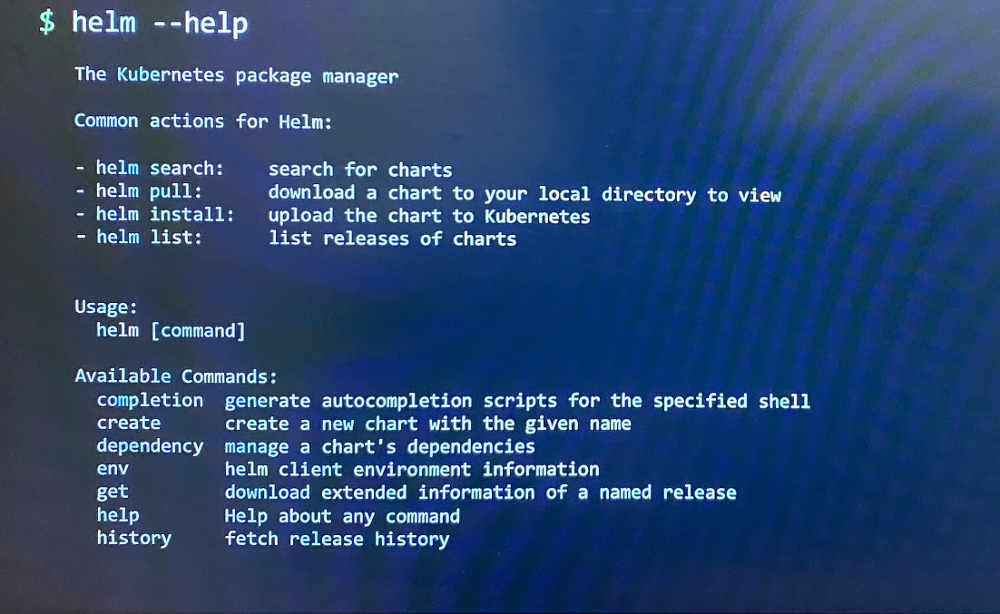 $ helm --help
The Kubernetes package manager
Common actions for Helm:
- helm search:    search for charts
- helm pull:      download a chart to your local directory to view
- helm install:   upload the chart to Kubernetes
- helm list:      list releases of charts
Usage:
  helm [command]
Available Commands:
  completion  generate autocompletion scripts for the specified shell
  create      create a new chart with the given name
  dependency  manage a chart's dependencies
  env         helm client environment information
  get         download extended information of a named release
  help        Help about any command
  history     fetch release history